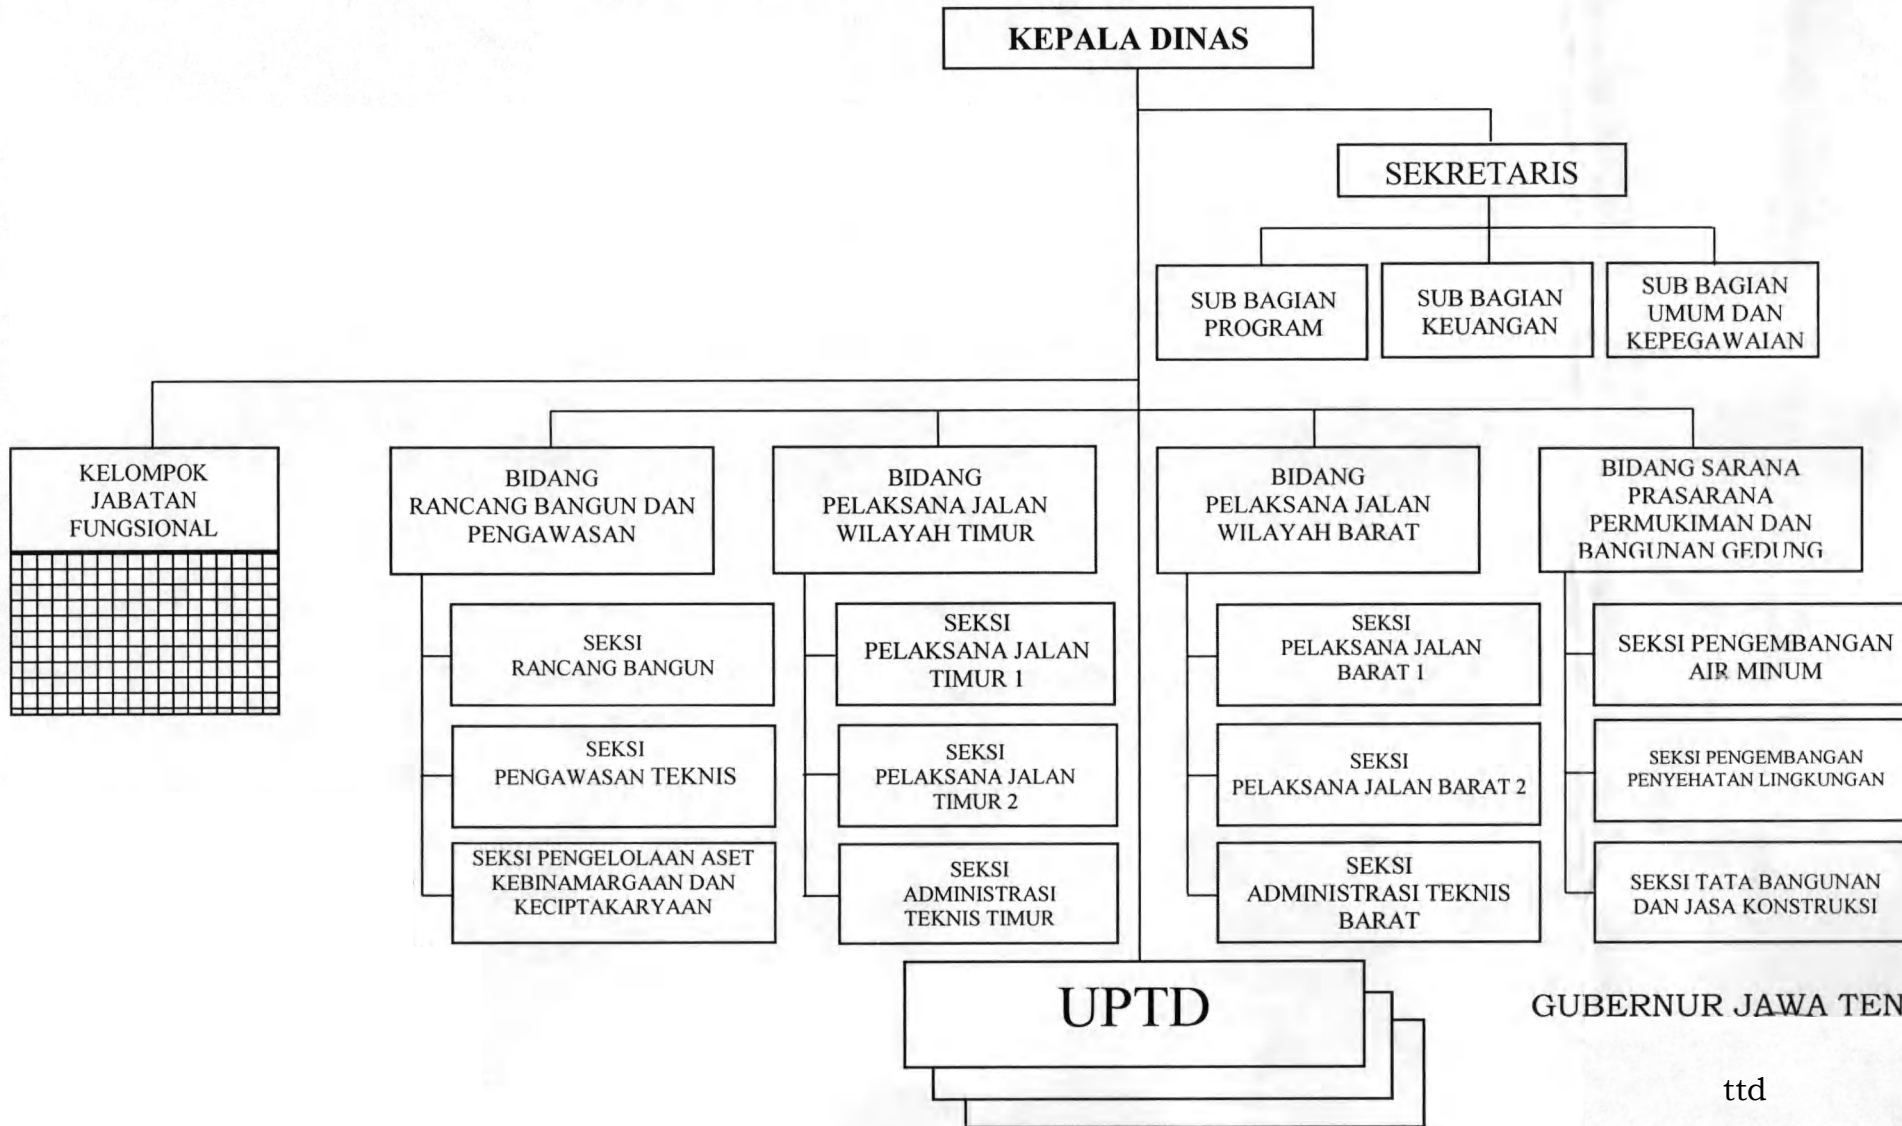 KEPALA DINAS
SEKRETARIS
SUB BAGIAN
PROGRAM
SUB BAGIAN
KEUANGAN
SUB BAGIAN
UMUM DAN
KEPEGAWAIAN
KELOMPOK
JABATAN
FUNGSIONAL
BIDANG
RANCANG BANGUN DAN
PENGAWASAN
BIDANG
PELAKSANA JALAN
WILAYAH TIMUR
BIDANG
PELAKSANA JALAN
WILAYAH BARAT
BIDANG SARANA
PRASARANA
PERMUKIMAN DAN
BANGUNAN GEDUNG
SEKSI
RANCANG BANGUN
SEKSI
PELAKSANA JALAN
TIMUR 1
SEKSI
PELAKSANA JALAN
BARAT 1
SEKSI PENGEMBANGAN
AIR MINUM
SEKSI
PENGAWASAN TEKNIS
SEKSI
PELAKSANA JALAN
TIMUR 2
SEKSI
PELAKSANA JALAN BARAT 2
SEKSI PENGEMBANGAN
PENYEHATAN LINGKUNGAN
SEKSI PENGELOLAAN ASET
KEBINAMARGAAN DAN
KECIPTAKARYAAN
SEKSI
ADMINISTRASI
TEKNIS TIMUR
SEKSI
ADMINISTRASI TEKNIS
BARAT
SEKSI TATA BANGUNAN
DAN JASA KONSTRUKSI
UPTD
GUBERNUR JAWA TEN
ttd